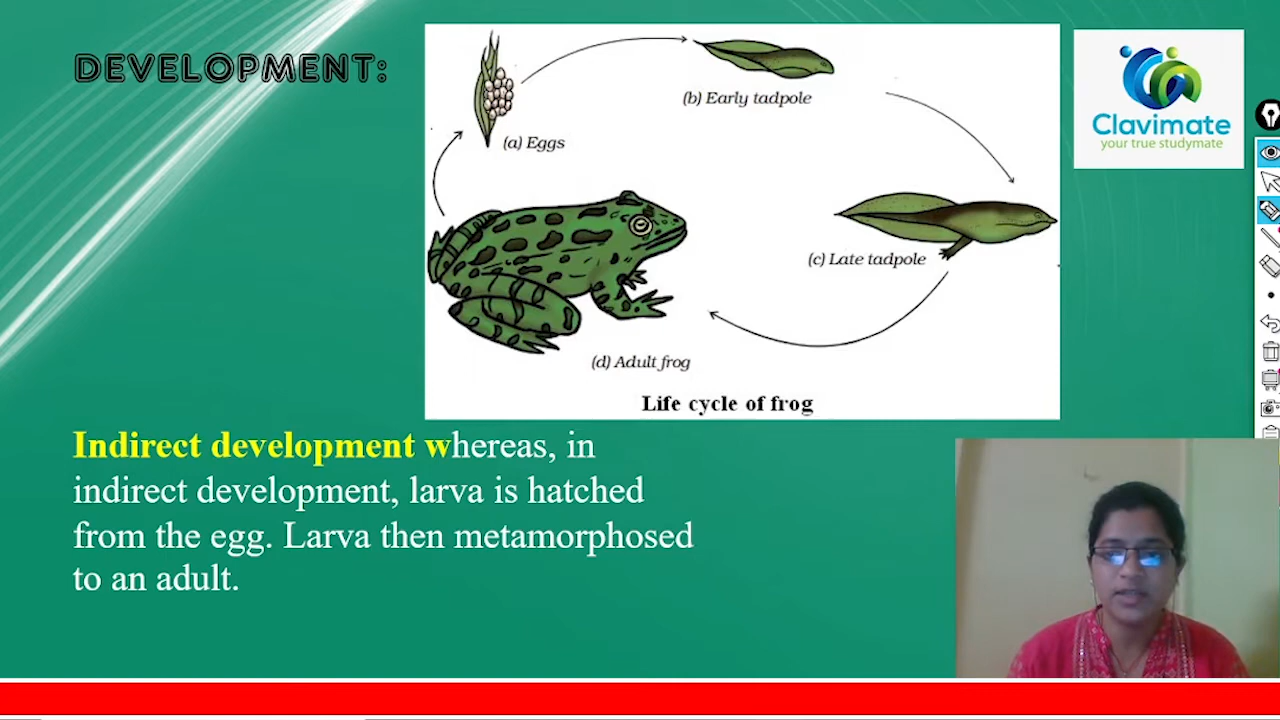 DEVELOPMENT:
(a) Eggs
(b) Early tadpole
(c) Late tadpole
(d) Adult frog
Life cycle of frog
Clavimate
your true studymate
Indirect development whereas, in
indirect development, larva is hatched
from the egg. Larva then metamorphosed
to an adult.